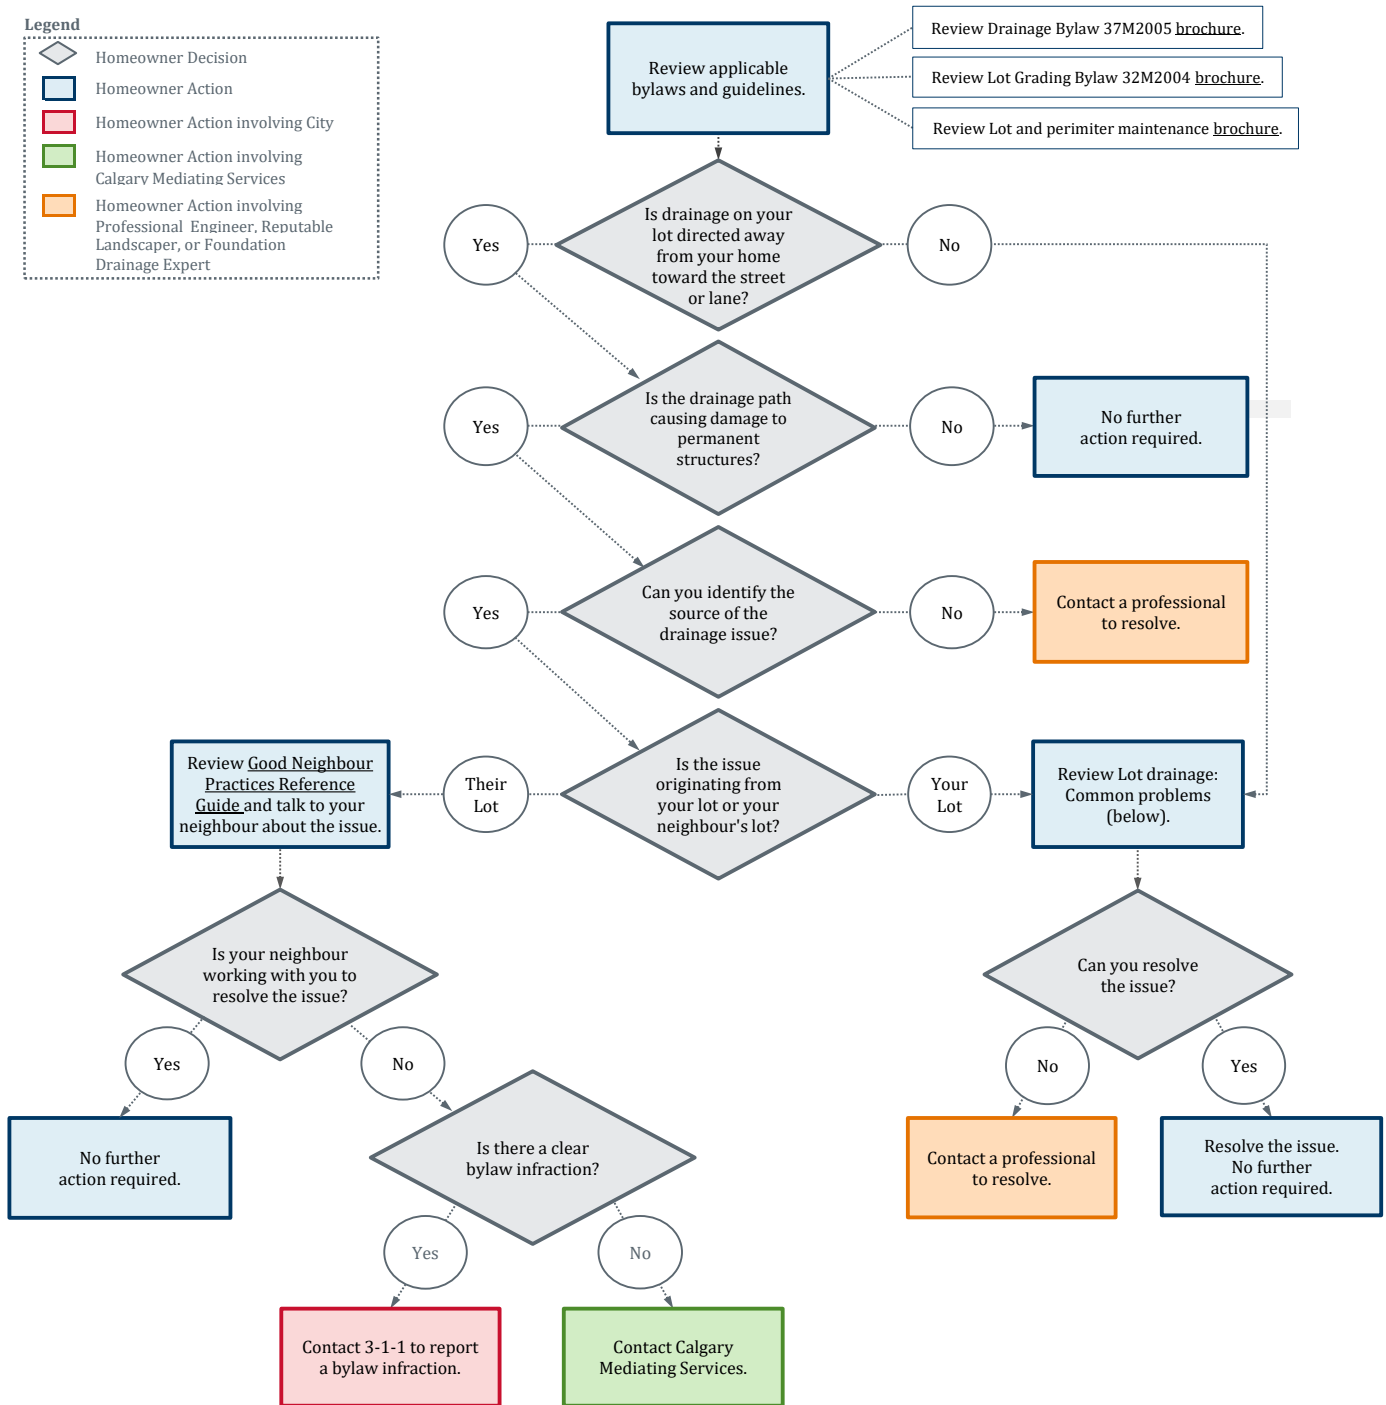 Legend
Homeowner Decision
Homeowner Action
Homeowner Action involving City
Homeowner Action involving
Calgary Mediating Services
Homeowner Action involving
Professional Engineer, Reputable
Landscaper, or Foundation
Drainage Expert
Review applicable
bylaws and guidelines.
Review Drainage Bylaw 37M2005 brochure.
Review Lot Grading Bylaw 32M2004 brochure.
Review Lot and perimiter maintenance brochure.
Yes
Is drainage on your
lot directed away
from your home
toward the street
or lane?
No
Yes
Is the drainage path
causing damage to
permanent
structures?
No
No further
action required.
Yes
Can you identify the
source of the
drainage issue?
No
Contact a professional
to resolve.
Review Good Neighbour
Practices Reference
Guide and talk to your
neighbour about the issue.
Their
Lot
Is the issue
originating from
your lot or your
neighbour's lot?
Your
Lot
Review Lot drainage:
Common problems
(below).
Is your neighbour
working with you to
resolve the issue?
Can you resolve
the issue?
Yes
No
No
Yes
No further
action required.
Is there a clear
bylaw infraction?
Contact a professional
to resolve.
Resolve the issue.
No further
action required.
Yes
No
Contact 3-1-1 to report
a bylaw infraction.
Contact Calgary
Mediating Services.